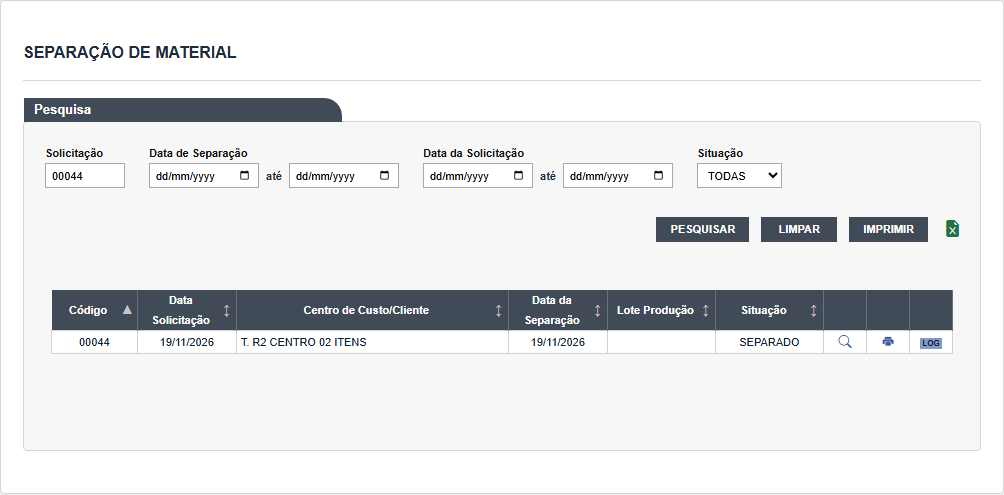 SEPARAÇÃO DE MATERIAL
Pesquisa
Solicitação Data de Separação Data da Solicitação Situação
00044 dd/mm/yyyy até dd/mm/yyyy dd/mm/yyyy até dd/mm/yyyy TODAS
PESQUISAR LIMPAR IMPRIMIR
Código Data Solicitação Centro de Custo/Cliente Data da Separação Lote Produção Situação
00044 19/11/2026 T. R2 CENTRO 02 ITENS 19/11/2026 SEPARADO LOG